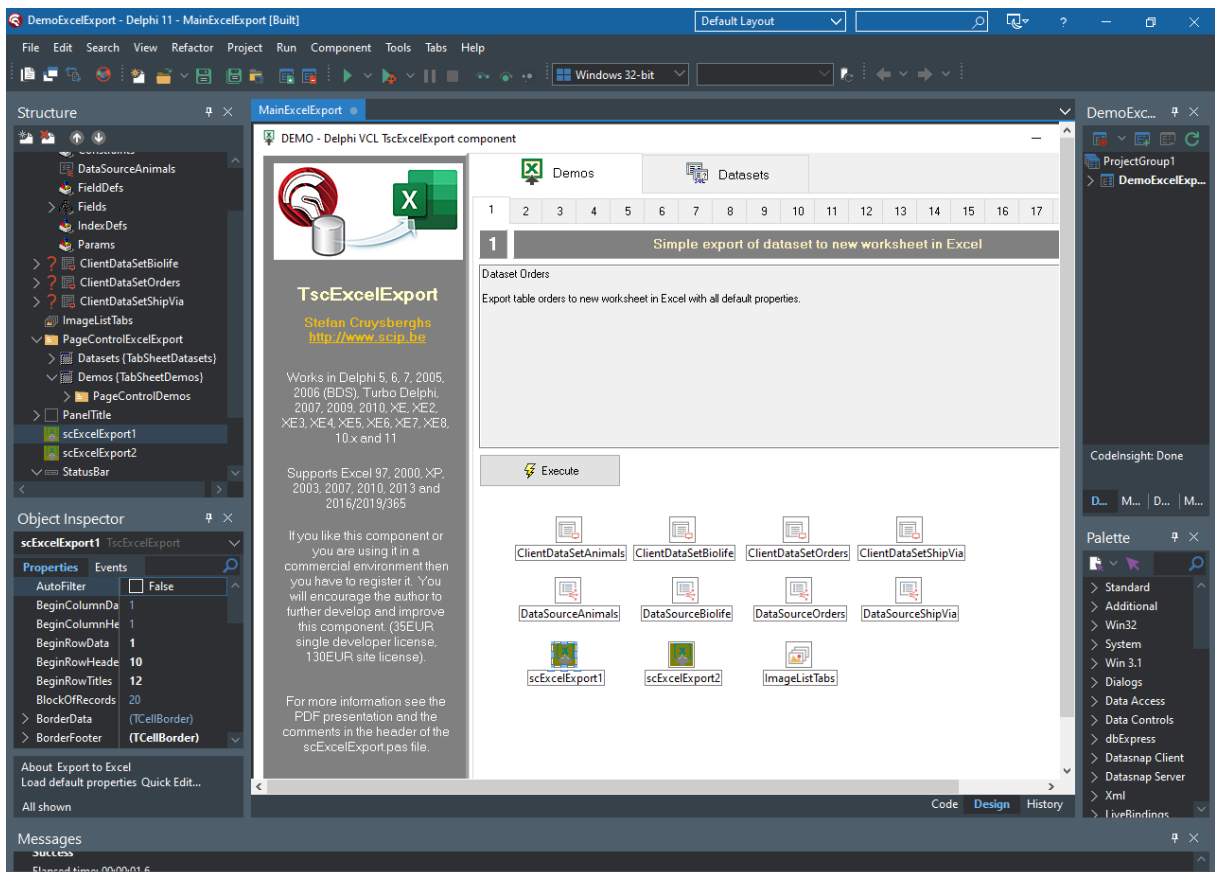 DemoExcelExport - Delphi 11 - MainExcelExport [Built]
Default Layout
?
File Edit Search View Refactor Project Run Component Tools Tabs Help
Windows 32-bit
Structure
DataSourceAnimals
FieldDefs
Fields
IndexDefs
Params
ClientDataSetBiolife
ClientDataSetOrders
ClientDataSetShipVia
ImageListTabs
PageControlExcelExport
Datasets {TabSheetDatasets}
Demos {TabSheetDemos}
PageControlDemos
PanelTitle
scExcelExport1
scExcelExport2
StatusBar
Object Inspector
scExcelExport1 TscExcelExport
Properties Events
AutoFilter False
BeginColumnDa 1
BeginColumnHe 1
BeginRowData 1
BeginRowHeade 10
BeginRowTitles 12
BlockOfRecords 20
BorderData (TCellBorder)
BorderFooter (TCellBorder)
About Export to Excel
Load default properties Quick Edit...
All shown
MainExcelExport
DEMO - Delphi VCL TscExcelExport component
X
TscExcelExport
Stefan Cruysberghs
http://www.scip.be
Works in Delphi 5, 6, 7, 2005,
2006 (BDS), Turbo Delphi,
2007, 2009, 2010, XE, XE2,
XE3, XE4, XE5, XE6, XE7, XE8,
10.x and 11
Supports Excel 97, 2000, XP,
2003, 2007, 2010, 2013 and
2016/2019/365
If you like this component or
you are using it in a
commercial environment then
you have to register it. You
will encourage the author to
further develop and improve
this component. (35EUR
single developer license,
130EUR site license).
For more information see the
PDF presentation and the
comments in the header of the
scExcelExport.pas file.
Demos Datasets
1 2 3 4 5 6 7 8 9 10 11 12 13 14 15 16 17
1 Simple export of dataset to new worksheet in Excel
Dataset Orders
Export table orders to new worksheet in Excel with all default properties.
Execute
ClientDataSetAnimals ClientDataSetBiolife ClientDataSetOrders ClientDataSetShipVia
DataSourceAnimals DataSourceBiolife DataSourceOrders DataSourceShipVia
scExcelExport1 scExcelExport2 ImageListTabs
Code Design History
DemoExc...
ProjectGroup1
DemoExcelExp...
CodeInsight: Done
D... M... D... M...
Palette
Standard
Additional
Win32
System
Win 3.1
Dialogs
Data Access
Data Controls
dbExpress
Datasnap Client
Datasnap Server
Xml
LiveBindings
Messages
Success
Elapsed time: 00:00:01.6